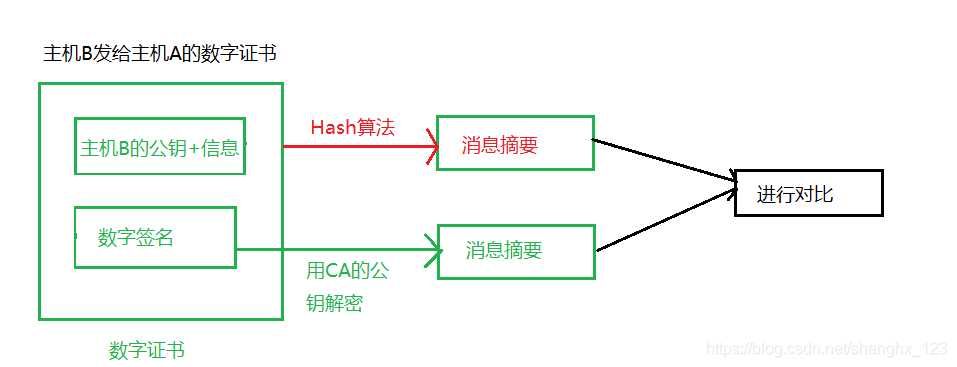 主机B发给主机A的数字证书
主机B的公钥+信息
Hash算法
消息摘要
进行对比
数字签名
用CA的公
钥解密
消息摘要
数字证书
https://blog.csdn.net/shanghx_123